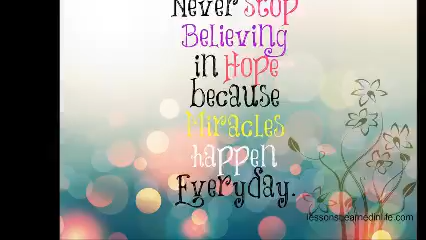 Never Stop
Believing
in Hope
because
Miracles
happen
Everyday.
lessonslearnedinlife.com